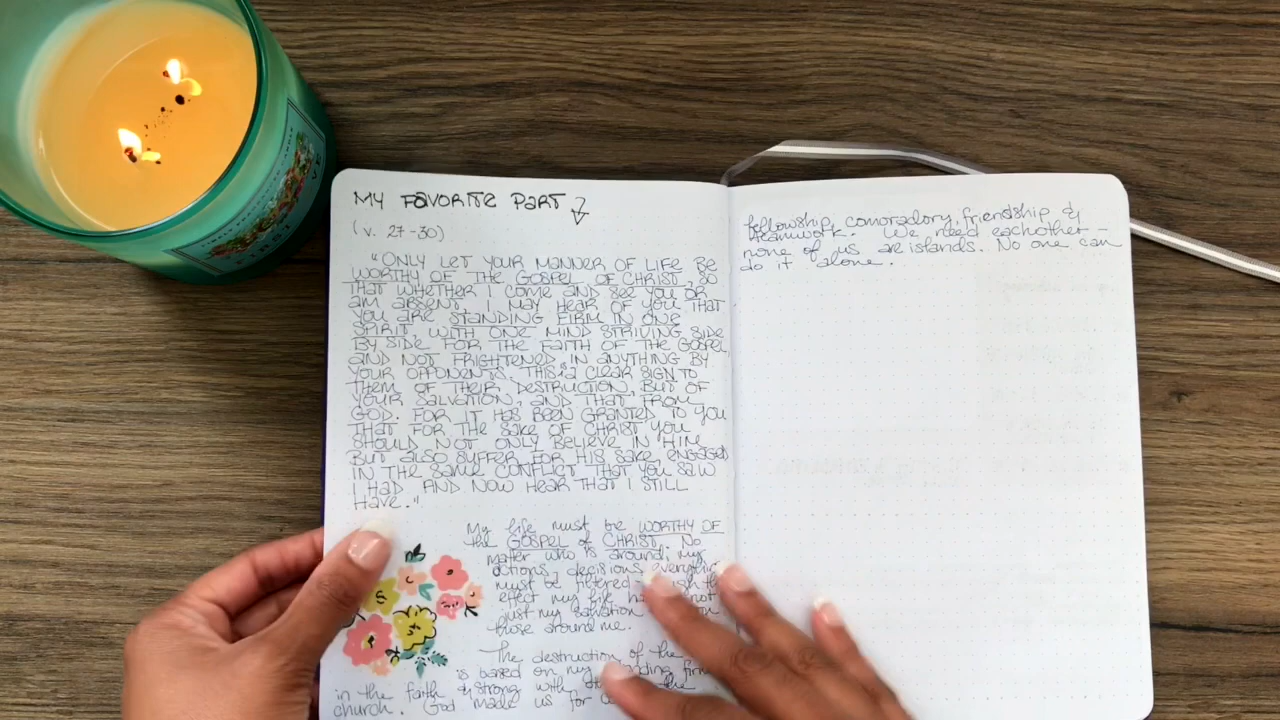 MY FAVORITE PART
(v. 27-30)
"ONLY LET YOUR MANNER OF LIFE BE
WORTHY OF THE GOSPEL OF CHRIST SO
THAT WHETHER I COME AND SEE YOU OR
AM ABSENT, I MAY HEAR OF YOU THAT
YOU ARE STANDING FIRM IN ONE
SPIRIT WITH ONE MIND STRIVING SIDE
BY SIDE FOR THE FAITH OF THE GOSPEL,
AND NOT FRIGHTENED IN ANYTHING BY
YOUR OPPONENTS. THIS IS A CLEAR SIGN TO
THEM OF THEIR DESTRUCTION, BUT OF
YOUR SALVATION, AND THAT FROM
GOD. FOR IT HAS BEEN GRANTED TO YOU
THAT FOR THE SAKE OF CHRIST YOU
SHOULD NOT ONLY BELIEVE IN HIM
BUT ALSO SUFFER FOR HIS SAKE, ENGAGED
IN THE SAME CONFLICT THAT YOU SAW
I HAD AND NOW HEAR THAT I STILL
HAVE."
My life must be WORTHY OF
the GOSPEL of CHRIST. No
mater who is around; my
actions, decisions, everything
must be filtered
effect my life has not
just my salvation
those around me.
The destruction of the
is based on my standing firm
in the faith & strong with the
church. God made us for
fellowship, comoradory, friendship &
teamwork. We need eachother -
none of us are islands. No one can
do it alone.